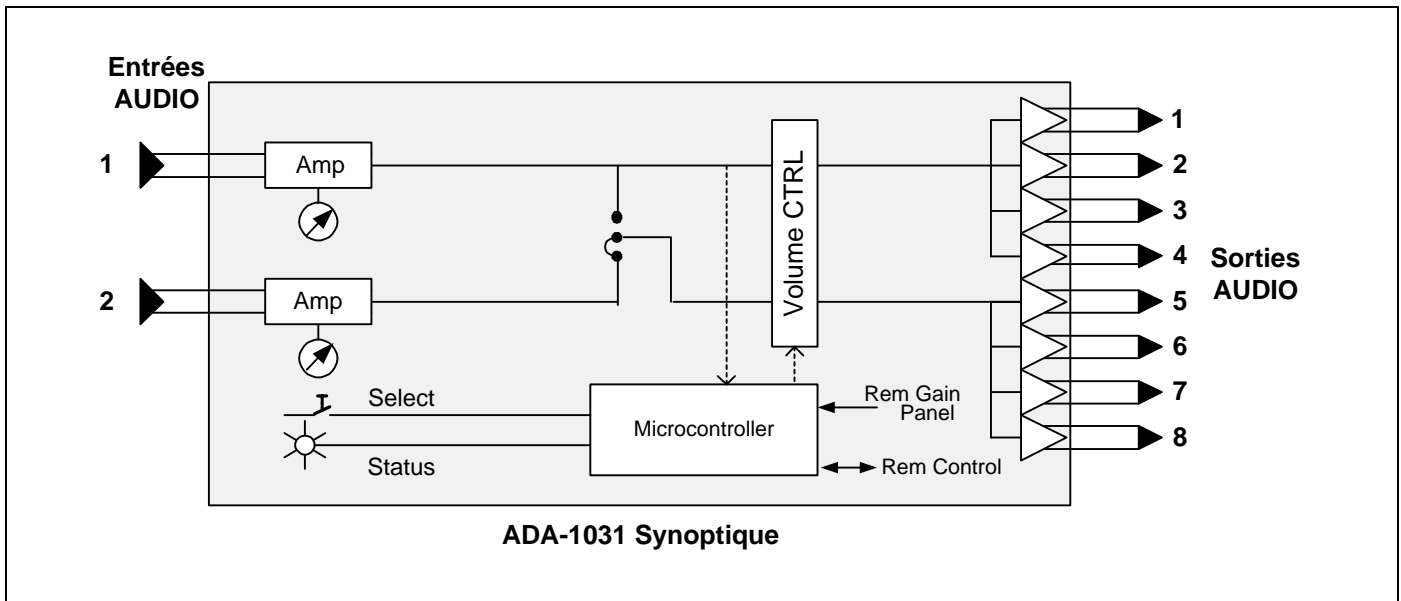 Entrées
AUDIO
1
Amp
2
Amp
Volume CTRL
Select
Status
Microcontroller
Rem Gain
Panel
Rem Control
1
2
3
4
5
6
7
8
Sorties
AUDIO
ADA-1031 Synoptique